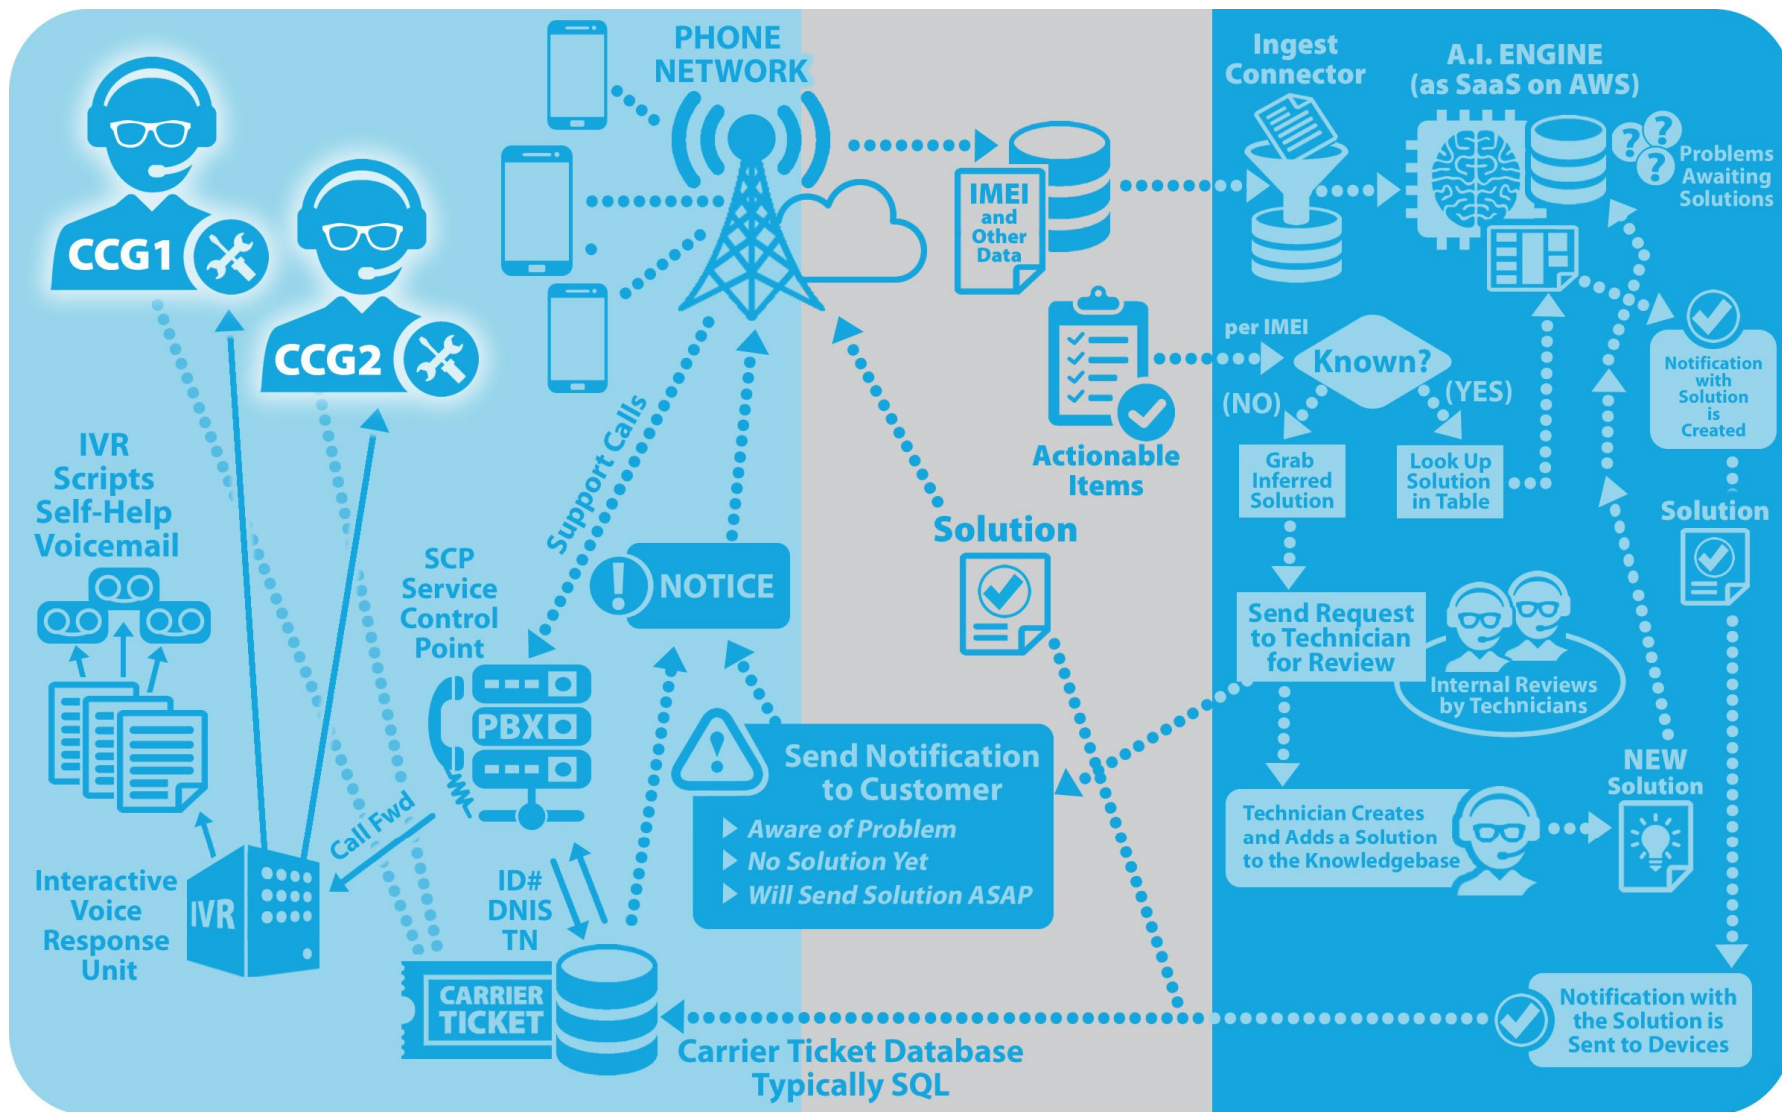 PHONE
NETWORK
CCG1
CCG2
IVR
Scripts
Self-Help
Voicemail
Interactive
Voice
Response
Unit
IVR
Call Fwd
SCP
Service
Control
Point
PBX
Support Calls
NOTICE
ID#
DNIS
TN
CARRIER
TICKET
Carrier Ticket Database
Typically SQL
IMEI
and
Other
Data
Actionable
Items
Solution
Send Notification
to Customer
Aware of Problem
No Solution Yet
Will Send Solution ASAP
Ingest
Connector
A.I. ENGINE
(as SaaS on AWS)
Problems
Awaiting
Solutions
per IMEI
Known?
(NO)
(YES)
Grab
Inferred
Solution
Look Up
Solution
in Table
Notification
with
Solution
is
Created
Solution
Send Request
to Technician
for Review
Internal Reviews
by Technicians
Technician Creates
and Adds a Solution
to the Knowledgebase
NEW
Solution
Notification with
the Solution is
Sent to Devices